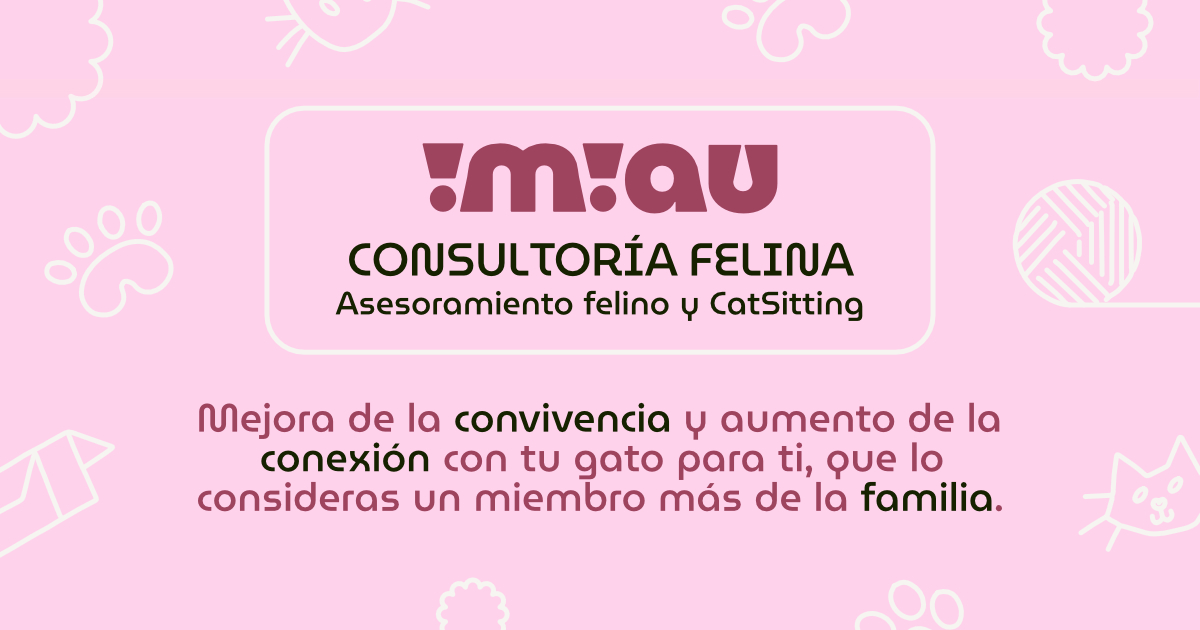 ¡m¡au
CONSULTORÍA FELINA
Asesoramiento felino y CatSitting
Mejora de la convivencia y aumento de la
conexión con tu gato para ti, que lo
consideras un miembro más de la familia.